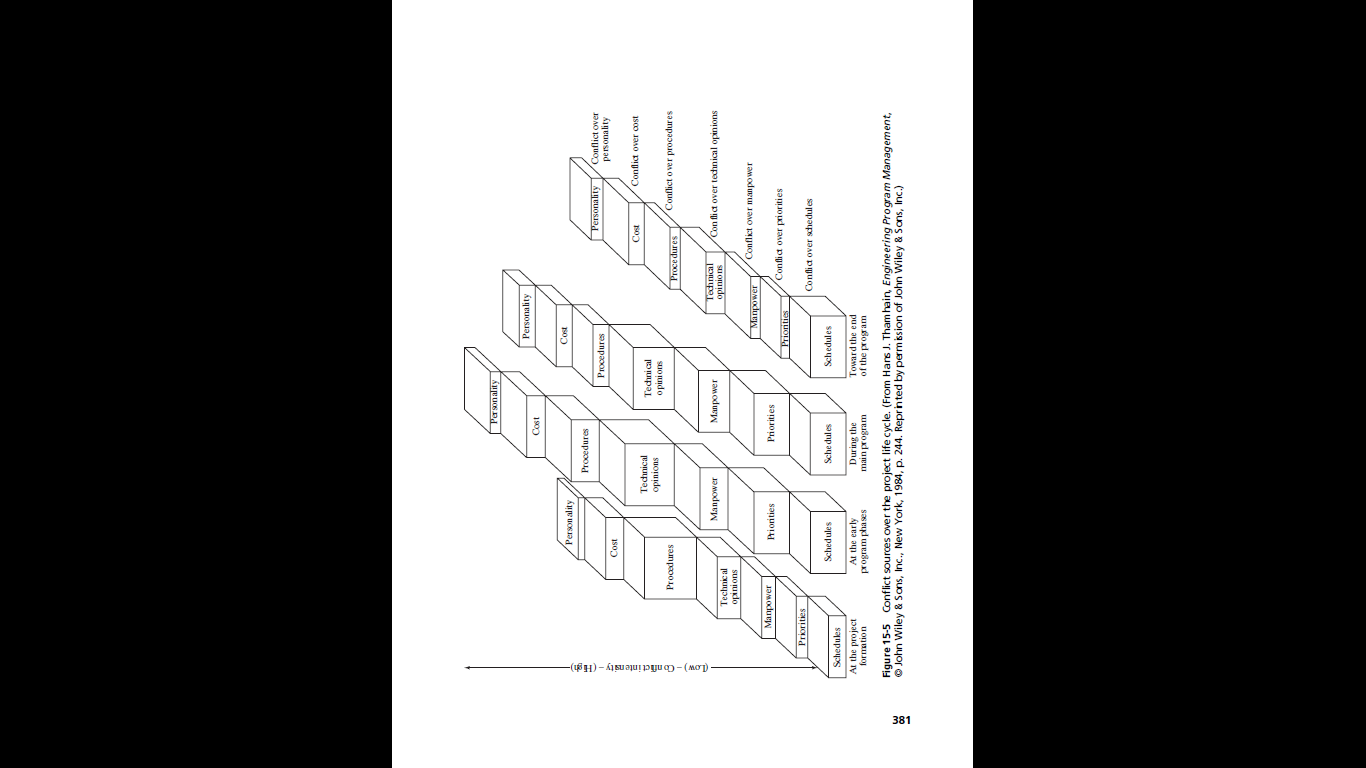 (Low) – Conflict intensity – (High)
Personality
Cost
Procedures
Technical
opinions
Manpower
Priorities
Schedules
At the project
formation
Personality
Cost
Procedures
Technical
opinions
Manpower
Priorities
Schedules
At the early
program phases
Personality
Cost
Procedures
Technical
opinions
Manpower
Priorities
Schedules
During the
main program
Personality
Cost
Procedures
Technical
opinions
Manpower
Priorities
Schedules
Toward the end
of the program
Conflict over
personality
Conflict over cost
Conflict over procedures
Conflict over technical opinions
Conflict over manpower
Conflict over priorities
Conflict over schedules
Figure 15-5 Conflict sources over the project life cycle. (From Hans J. Thamhain, Engineering Program Management,
© John Wiley & Sons, Inc., New York, 1984, p. 244. Reprinted by permission of John Wiley & Sons, Inc.)
381